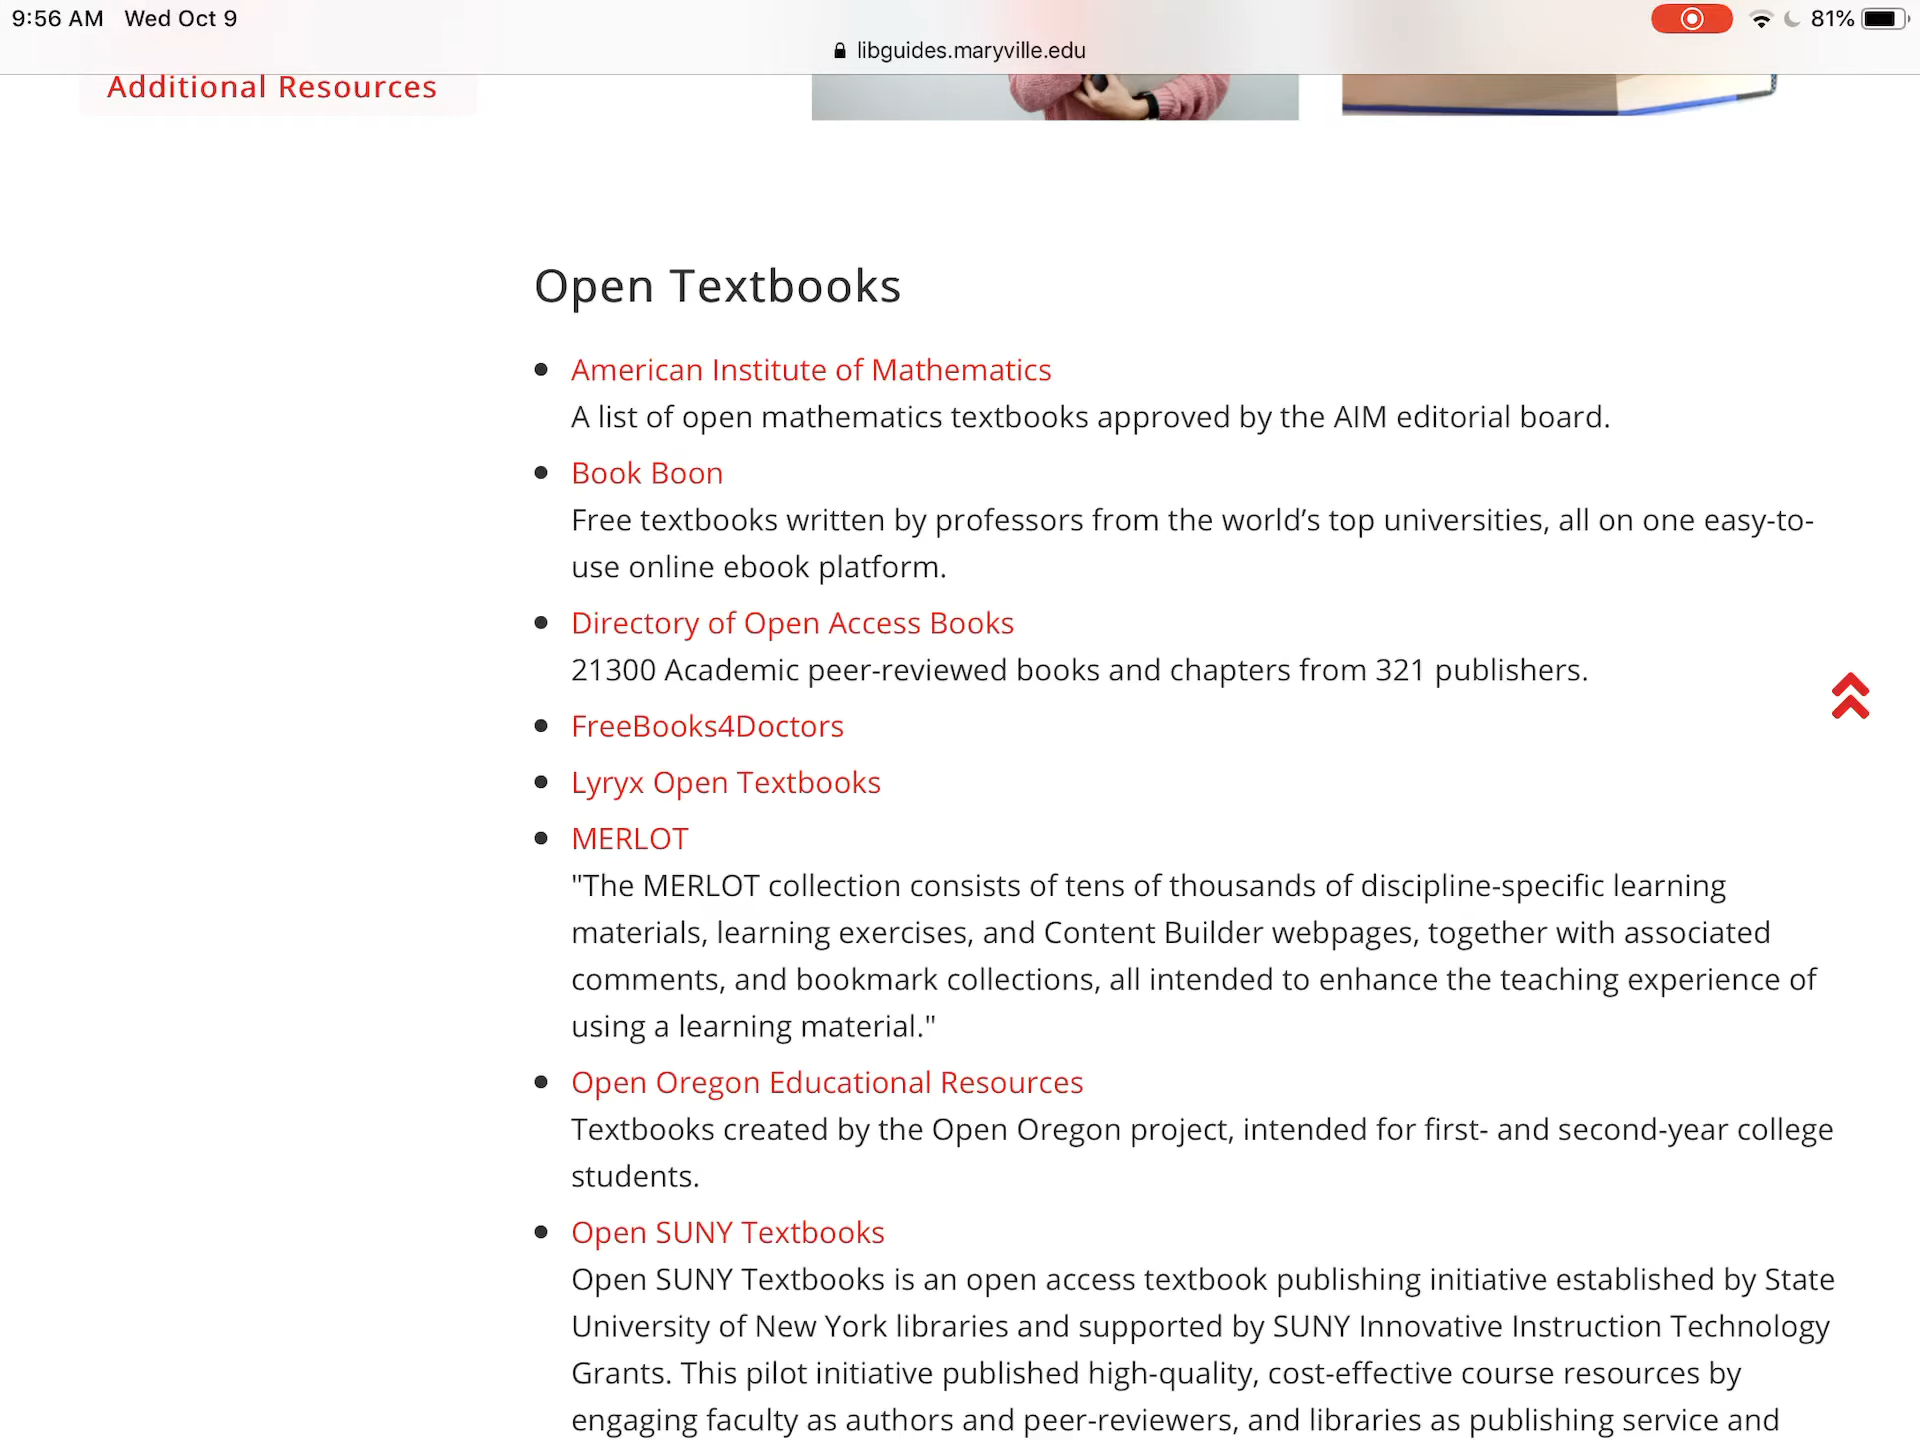 9:56 AM Wed Oct 9
81%
libguides.maryville.edu
Additional Resources
Open Textbooks
American Institute of Mathematics
A list of open mathematics textbooks approved by the AIM editorial board.
Book Boon
Free textbooks written by professors from the world’s top universities, all on one easy-to-
use online ebook platform.
Directory of Open Access Books
21300 Academic peer-reviewed books and chapters from 321 publishers.
FreeBooks4Doctors
Lyryx Open Textbooks
MERLOT
"The MERLOT collection consists of tens of thousands of discipline-specific learning
materials, learning exercises, and Content Builder webpages, together with associated
comments, and bookmark collections, all intended to enhance the teaching experience of
using a learning material."
Open Oregon Educational Resources
Textbooks created by the Open Oregon project, intended for first- and second-year college
students.
Open SUNY Textbooks
Open SUNY Textbooks is an open access textbook publishing initiative established by State
University of New York libraries and supported by SUNY Innovative Instruction Technology
Grants. This pilot initiative published high-quality, cost-effective course resources by
engaging faculty as authors and peer-reviewers, and libraries as publishing service and